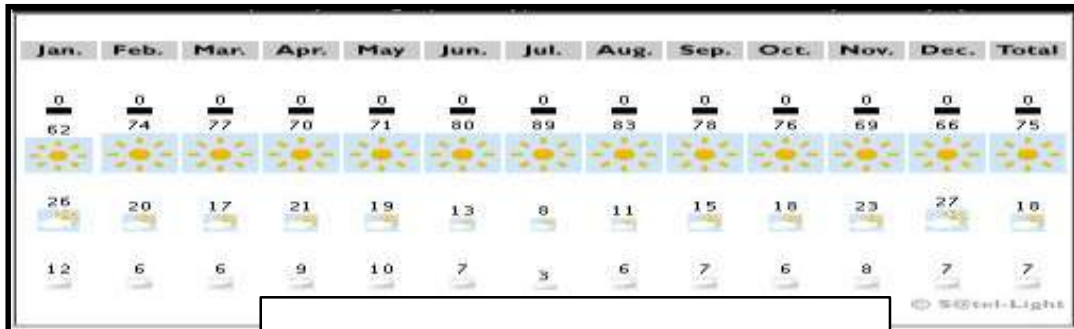 Jan. Feb. Mar. Apr. May Jun. Jul. Aug. Sep. Oct. Nov. Dec. Total
0 0 0 0 0 0 0 0 0 0 0 0 0
62 74 77 70 71 80 89 83 78 76 69 66 75
26 20 17 21 19 13 8 11 15 18 23 27 18
12 6 6 9 10 7 3 6 7 6 8 7 7
© S@tel-Light